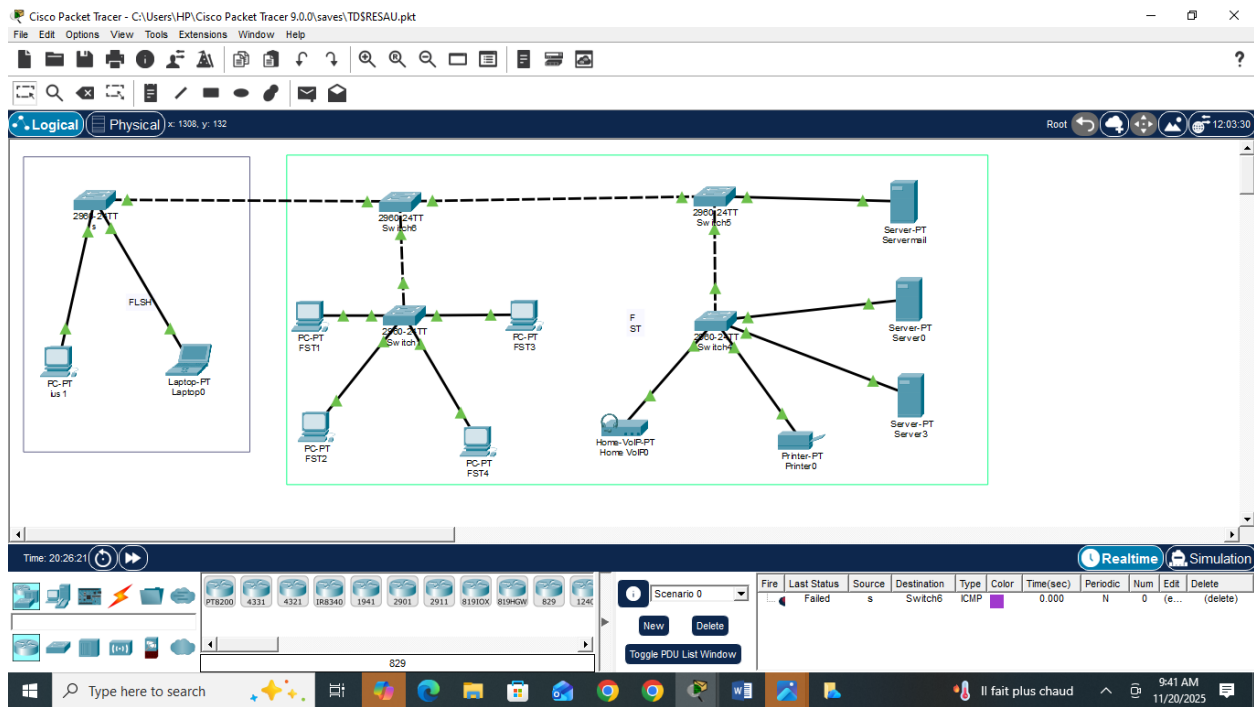 Cisco Packet Tracer - C:\Users\HP\Cisco Packet Tracer 9.0.0\saves\TD$RESAU.pkt
File Edit Options View Tools Extensions Window Help
?
Logical Physical x: 1308, y: 132 Root 12:03:30
2960-24TT
s
2960-24TT
Switch6
2960-24TT
Switch5
Server-PT
Servermail
FLSH
PC-PT
ius 1
Laptop-PT
Laptop0
PC-PT
FST1
2960-24TT
PC-PT
FST3
PC-PT
FST2
PC-PT
FST4
F
ST
2960-24TT
Server-PT
Server0
Server-PT
Server3
Home-VoIP-PT
Home VoIP0
Printer-PT
Printer0
Time: 20:26:21 Realtime Simulation
PT8200 4331 4321 IR8340 1941 2901 2911 819IOX 819HGW 829 1240
829
Scenario 0
New Delete
Toggle PDU List Window
Fire Last Status Source Destination Type Color Time(sec) Periodic Num Edit Delete
Failed s Switch6 ICMP 0.000 N 0 (e... (delete)
Type here to search Il fait plus chaud 9:41 AM
11/20/2025